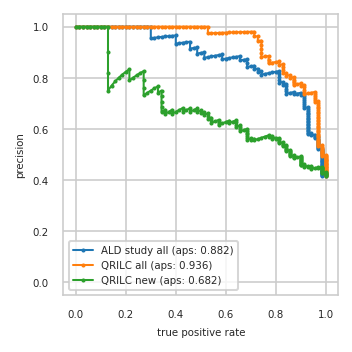 1.0
0.8
0.6
0.4
0.2
0.0
precision
ALD study all (aps: 0.882)
QRILC all (aps: 0.936)
QRILC new (aps: 0.682)
0.0 0.2 0.4 0.6 0.8 1.0
true positive rate